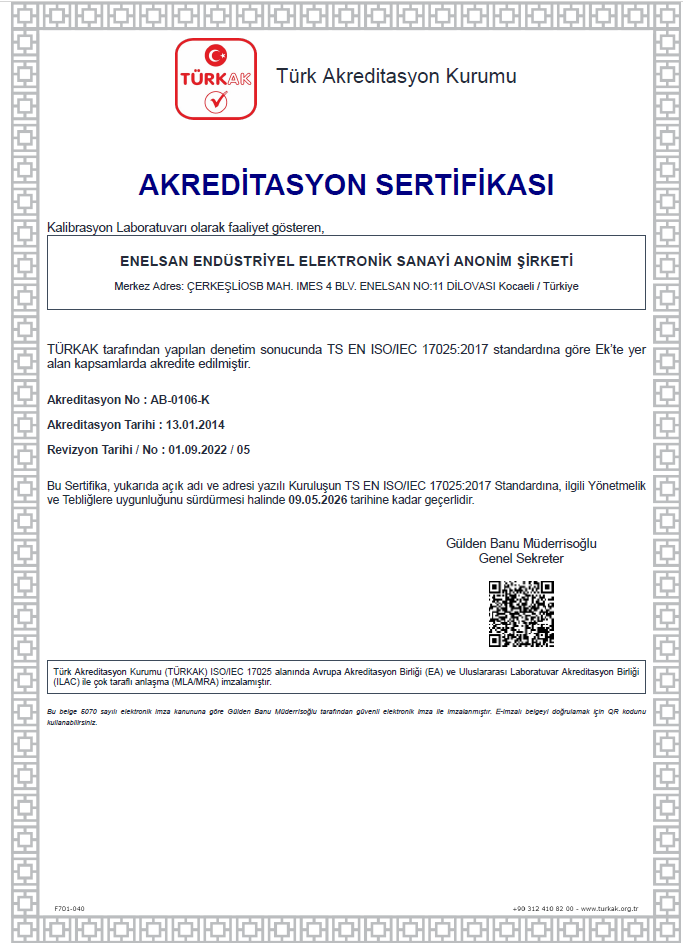 TÜRKAK
Türk Akreditasyon Kurumu
AKREDİTASYON SERTİFİKASI
Kalibrasyon Laboratuvarı olarak faaliyet gösteren,
ENELSAN ENDÜSTRİYEL ELEKTRONİK SANAYİ ANONİM ŞİRKETİ
Merkez Adres: ÇERKEŞLİOSB MAH. IMES 4 BLV. ENELSAN NO:11 DİLOVASI Kocaeli / Türkiye
TÜRKAK tarafından yapılan denetim sonucunda TS EN ISO/IEC 17025:2017 standardına göre Ek'te yer
alan kapsamlarda akredite edilmiştir.
Akreditasyon No : AB-0106-K
Akreditasyon Tarihi : 13.01.2014
Revizyon Tarihi / No : 01.09.2022 / 05
Bu Sertifika, yukarıda açık adı ve adresi yazılı Kuruluşun TS EN ISO/IEC 17025:2017 Standardına, ilgili Yönetmelik
ve Tebliğlere uygunluğunu sürdürmesi halinde 09.05.2026 tarihine kadar geçerlidir.
Gülden Banu Müderrisoğlu
Genel Sekreter
Türk Akreditasyon Kurumu (TÜRKAK) ISO/IEC 17025 alanında Avrupa Akreditasyon Birliği (EA) ve Uluslararası Laboratuvar Akreditasyon Birliği
(ILAC) ile çok taraflı anlaşma (MLA/MRA) imzalamıştır.
Bu belge 5070 sayılı elektronik imza kanununa göre Gülden Banu Müderrisoğlu tarafından güvenli elektronik imza ile imzalanmıştır. E-imzalı belgeyi doğrulamak için QR kodunu
kullanabilirsiniz.
F701-040
+90 312 410 82 00 - www.turkak.org.tr